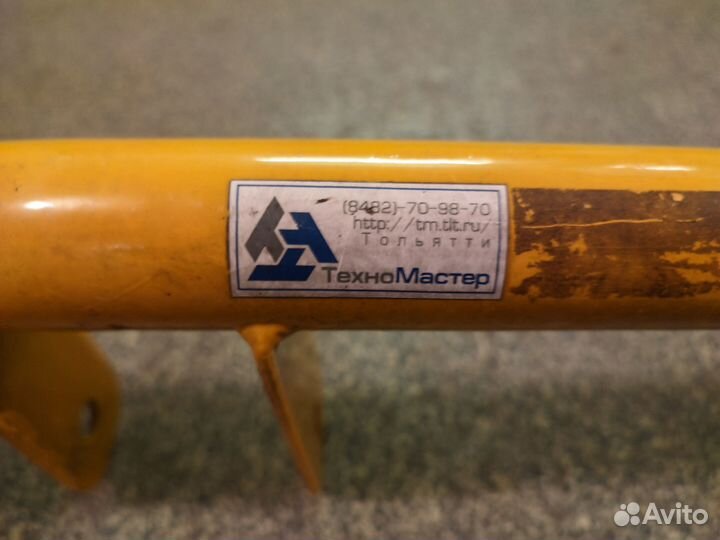 (8482)-70-98-70
http://tm.tlt.ru/
Тольятти
ТехноМастер
Avito